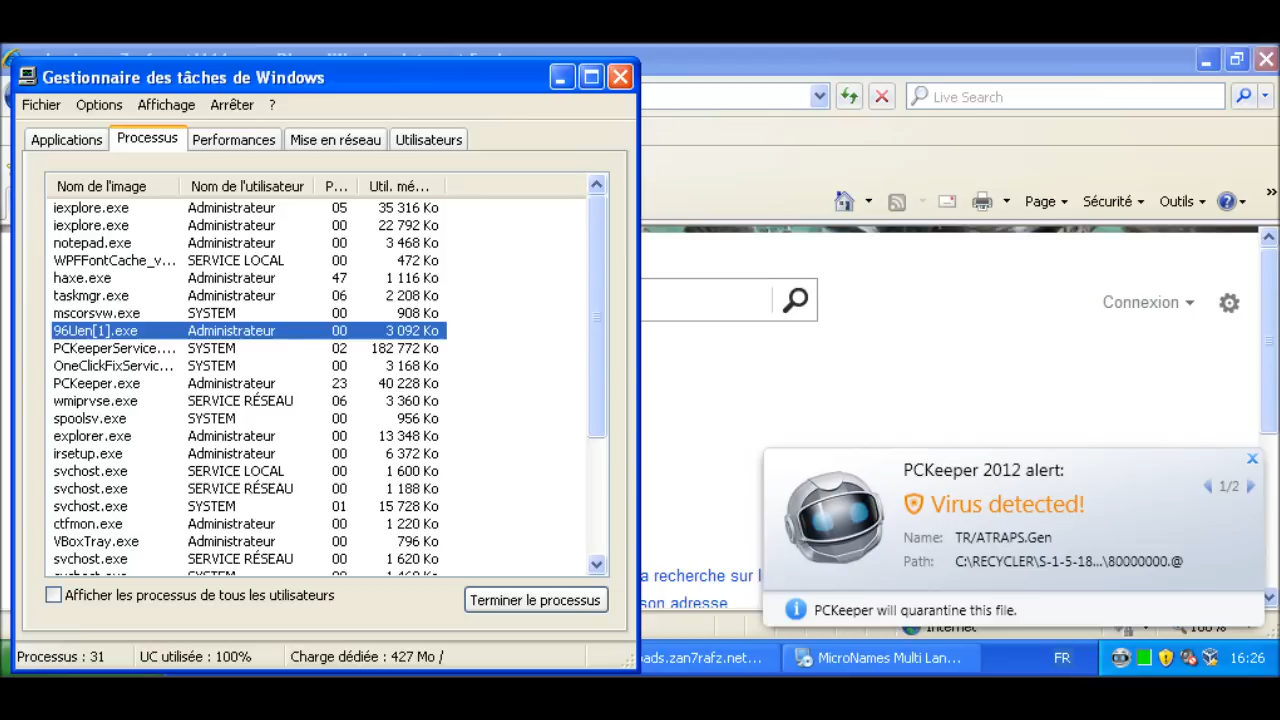 Gestionnaire des tâches de Windows
Fichier Options Affichage Arrêter ?
Live Search
Applications Processus Performances Mise en réseau Utilisateurs
Nom de l'image Nom de l'utilisateur P... Util. mé...
iexplore.exe Administrateur 05 35 316 Ko
iexplore.exe Administrateur 00 22 792 Ko
notepad.exe Administrateur 00 3 468 Ko
WPFFontCache_v... SERVICE LOCAL 00 472 Ko
haxe.exe Administrateur 47 1 116 Ko
taskmgr.exe Administrateur 06 2 208 Ko
mscorsvw.exe SYSTEM 00 908 Ko
96Uen[1].exe Administrateur 00 3 092 Ko
PCKeeperService.... SYSTEM 02 182 772 Ko
OneClickFixServic... SYSTEM 00 3 168 Ko
PCKeeper.exe Administrateur 23 40 228 Ko
wmiprvse.exe SERVICE RÉSEAU 06 3 360 Ko
spoolsv.exe SYSTEM 00 956 Ko
explorer.exe Administrateur 00 13 348 Ko
irsetup.exe Administrateur 00 6 372 Ko
svchost.exe SERVICE LOCAL 00 1 600 Ko
svchost.exe SERVICE RÉSEAU 00 1 188 Ko
svchost.exe SYSTEM 01 15 728 Ko
ctfmon.exe Administrateur 00 1 220 Ko
VBoxTray.exe Administrateur 00 796 Ko
svchost.exe SERVICE RÉSEAU 00 1 620 Ko
Afficher les processus de tous les utilisateurs
Terminer le processus
Processus : 31 UC utilisée : 100% Charge dédiée : 427 Mo /
Page Sécurité Outils »
Connexion
a recherche sur l
son adresse
PCKeeper 2012 alert:
1/2
Virus detected!
Name: TR/ATRAPS.Gen
Path: C:\RECYCLER\S-1-5-18...\80000000.@
PCKeeper will quarantine this file.
Internet 100%
ads.zan7rafz.net... MicroNames Multi Lan... FR 16:26